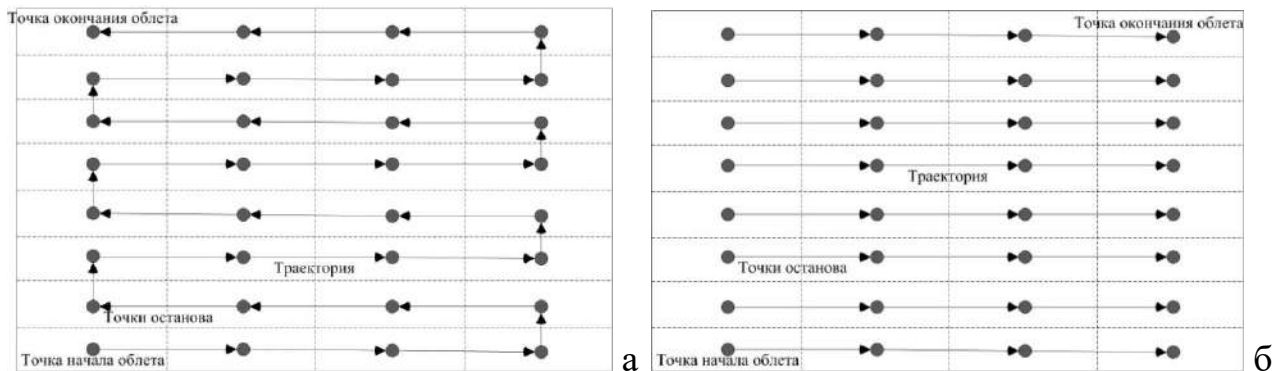 Точка окончания облета
Траектория
Точки останова
Точка начала облета
а
Точка окончания облета
Траектория
Точки останова
Точка начала облета
б